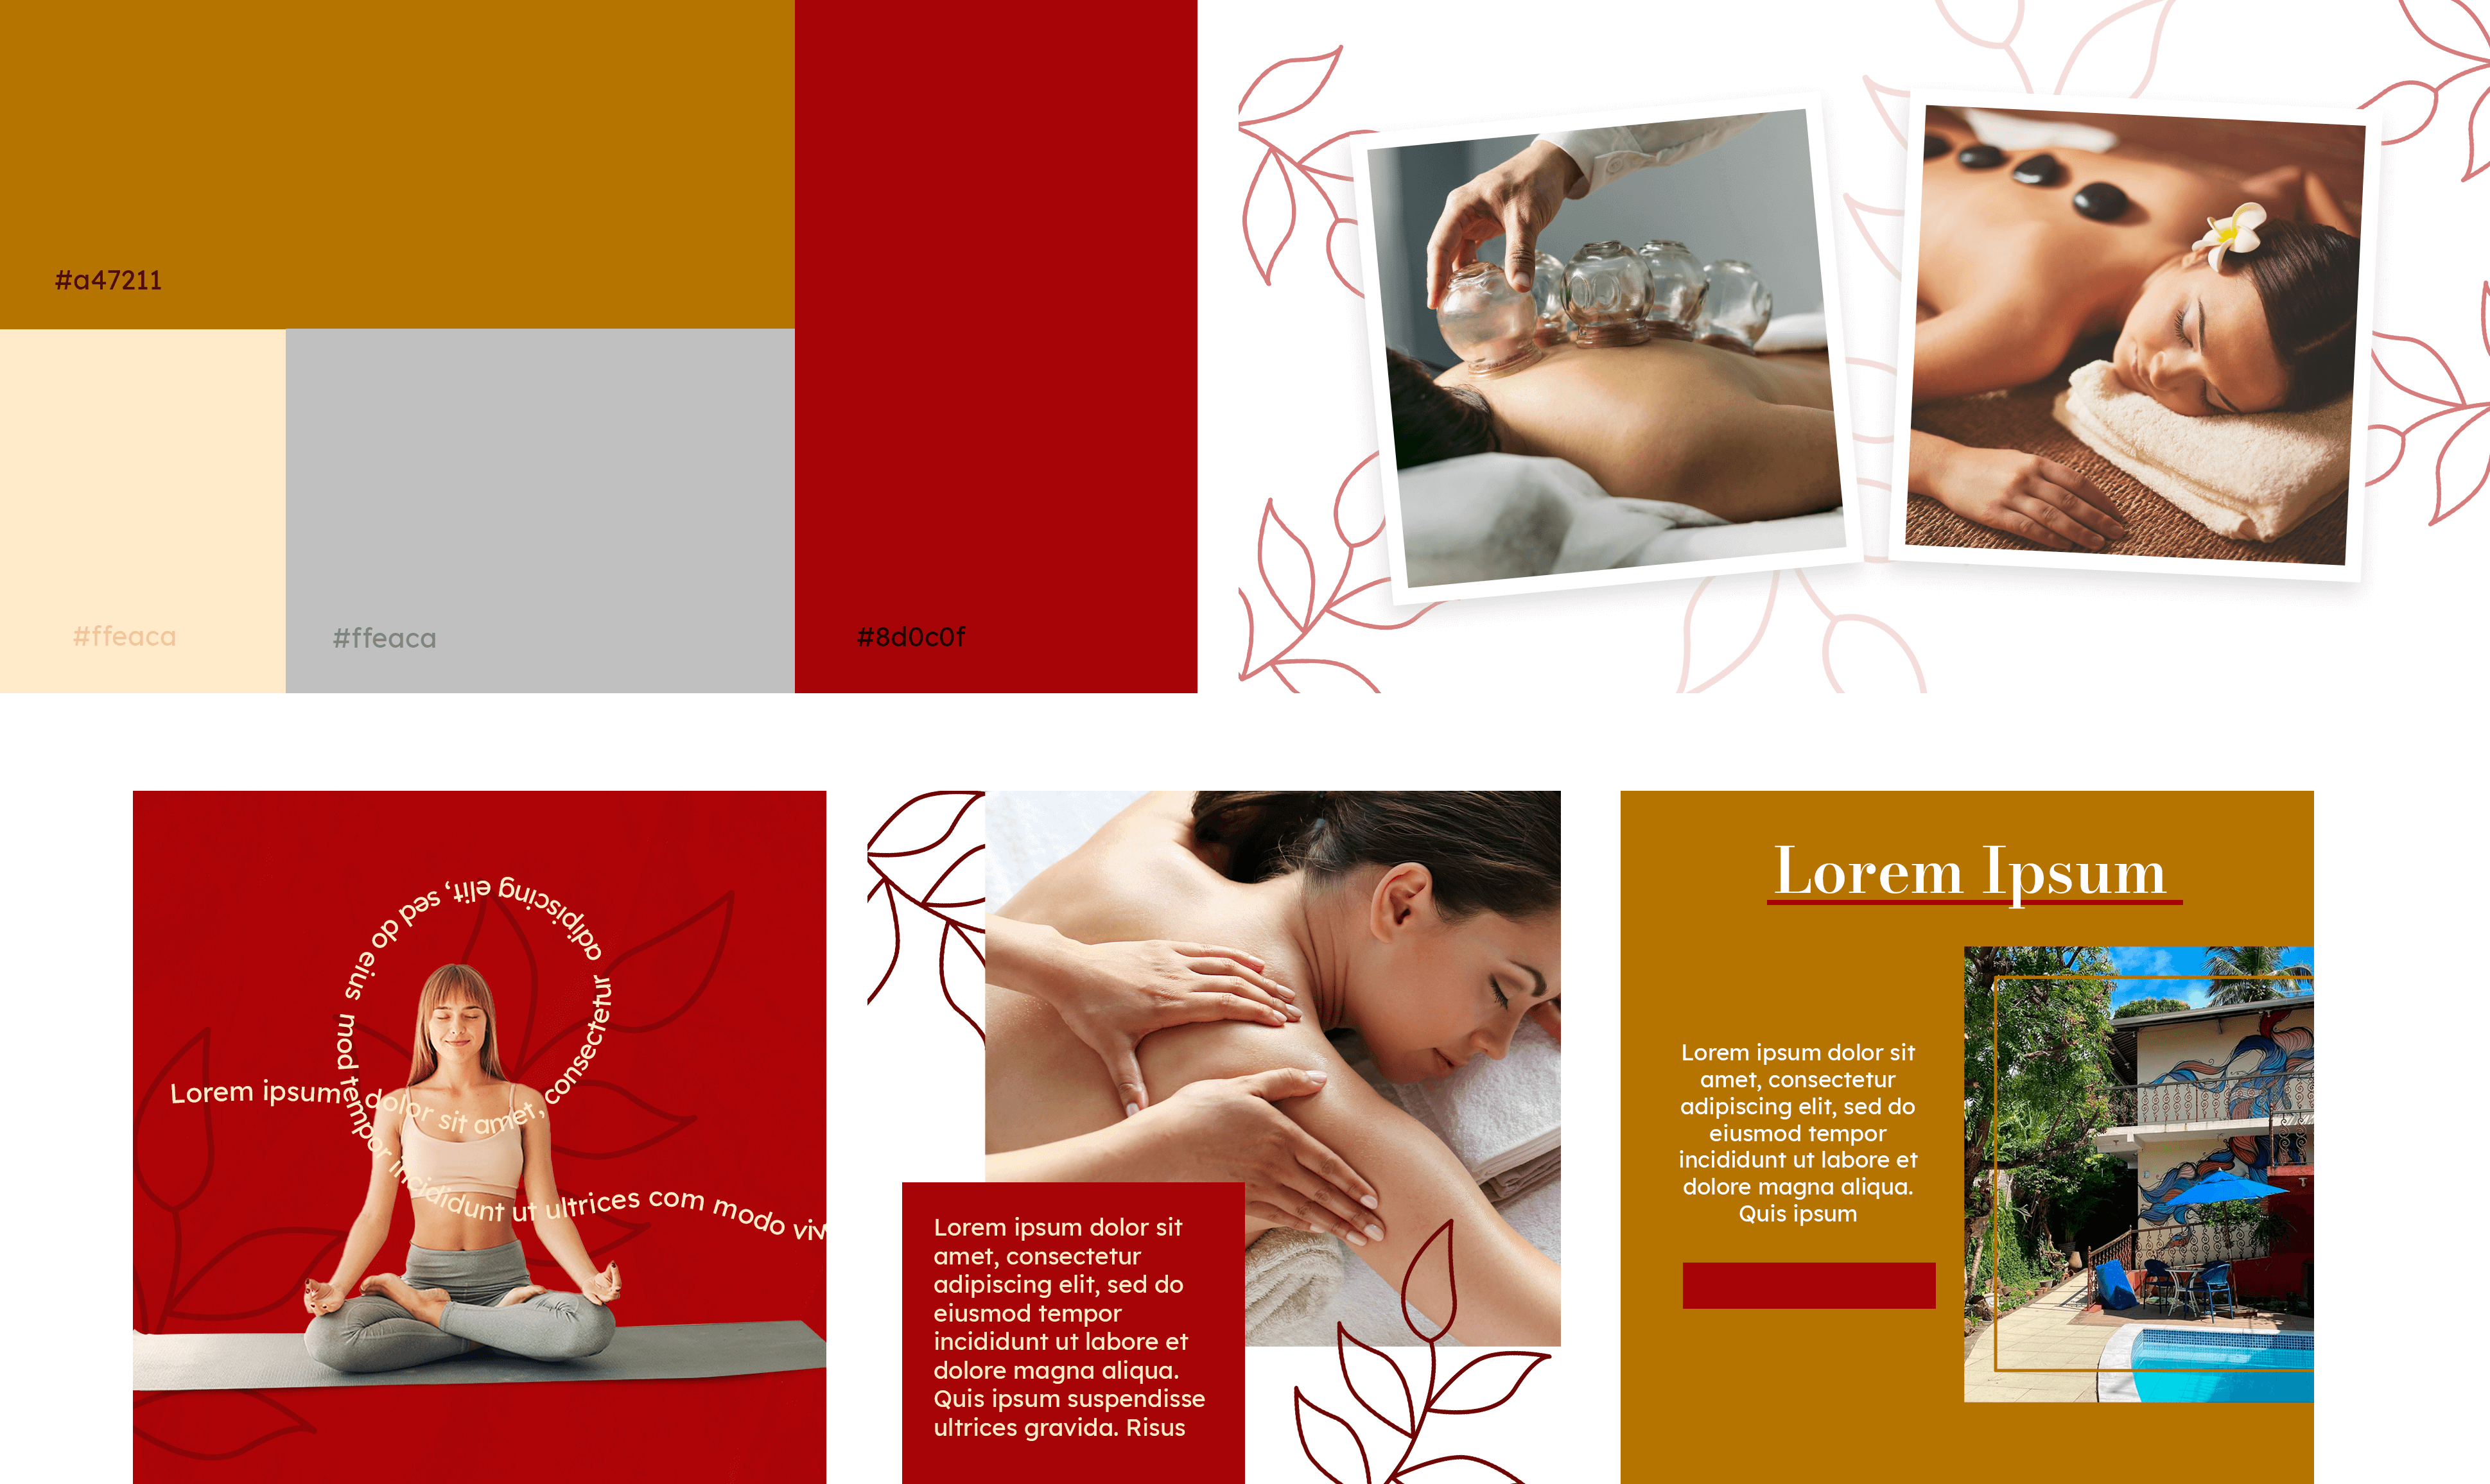 #a47211
#ffeaca
#ffeaca
#8d0c0f
Lorem ipsum dolor sit amet, consectetur adipiscing elit, sed do eius mod tempor incididunt ut ultrices com modo viv
Lorem ipsum dolor sit
amet, consectetur
adipiscing elit, sed do
eiusmod tempor
incididunt ut labore et
dolore magna aliqua.
Quis ipsum suspendisse
ultrices gravida. Risus
Lorem Ipsum
Lorem ipsum dolor sit
amet, consectetur
adipiscing elit, sed do
eiusmod tempor
incididunt ut labore et
dolore magna aliqua.
Quis ipsum